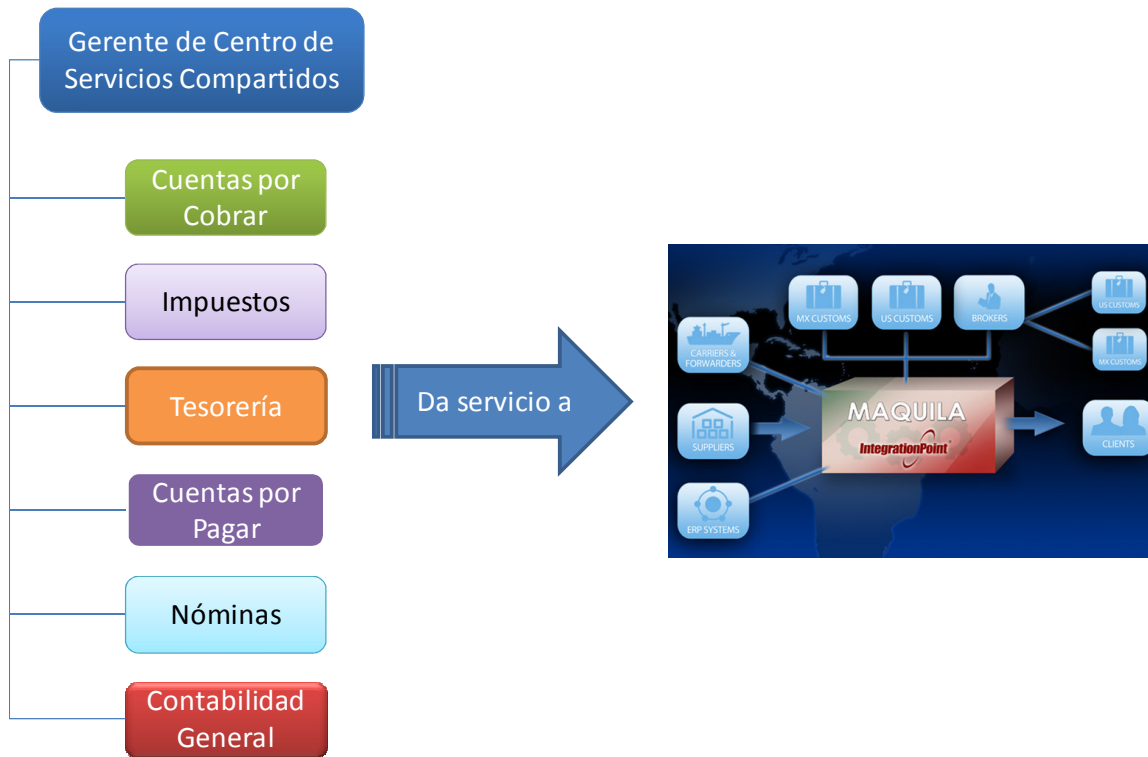 Gerente de Centro de
Servicios Compartidos
Cuentas por
Cobrar
Impuestos
Tesorería
Cuentas por
Pagar
Nóminas
Contabilidad
General
Da servicio a
MX CUSTOMS
US CUSTOMS
BROKERS
US CUSTOMS
MX CUSTOMS
CARRIERS &
FORWARDERS
SUPPLIERS
ERP SYSTEMS
MAQUILA
IntegrationPoint
CLIENTS